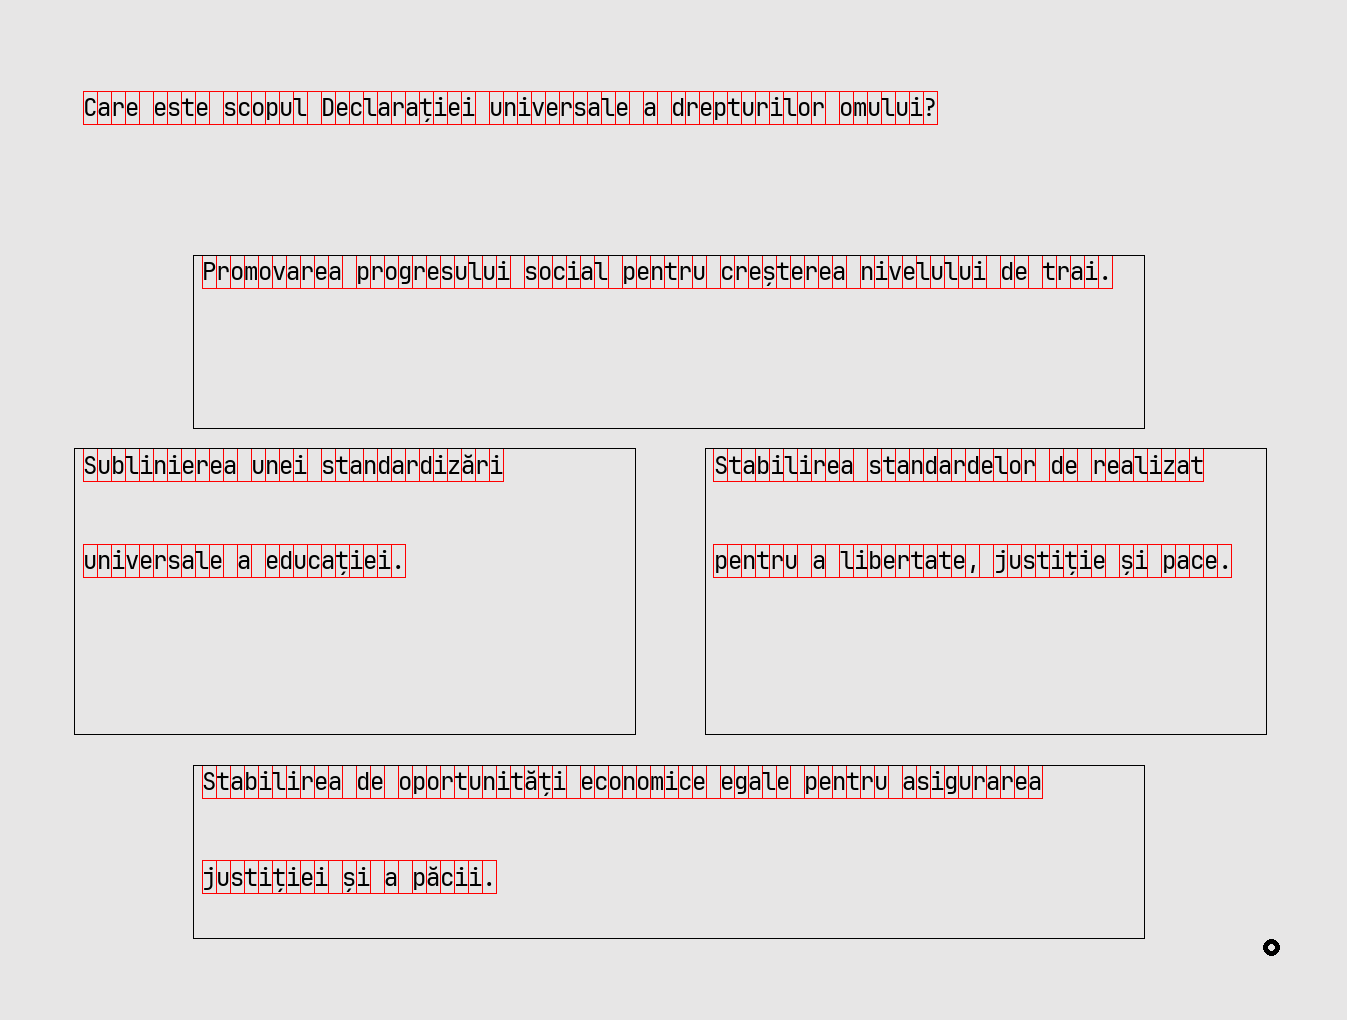 Care este scopul Declarației universale a drepturilor omului?
Promovarea progresului social pentru creșterea nivelului de trai.
Sublinierea unei standardizări
universale a educației.
Stabilirea standardelor de realizat
pentru a libertate, justiție și pace.
Stabilirea de oportunități economice egale pentru asigurarea
justiției și a păcii.